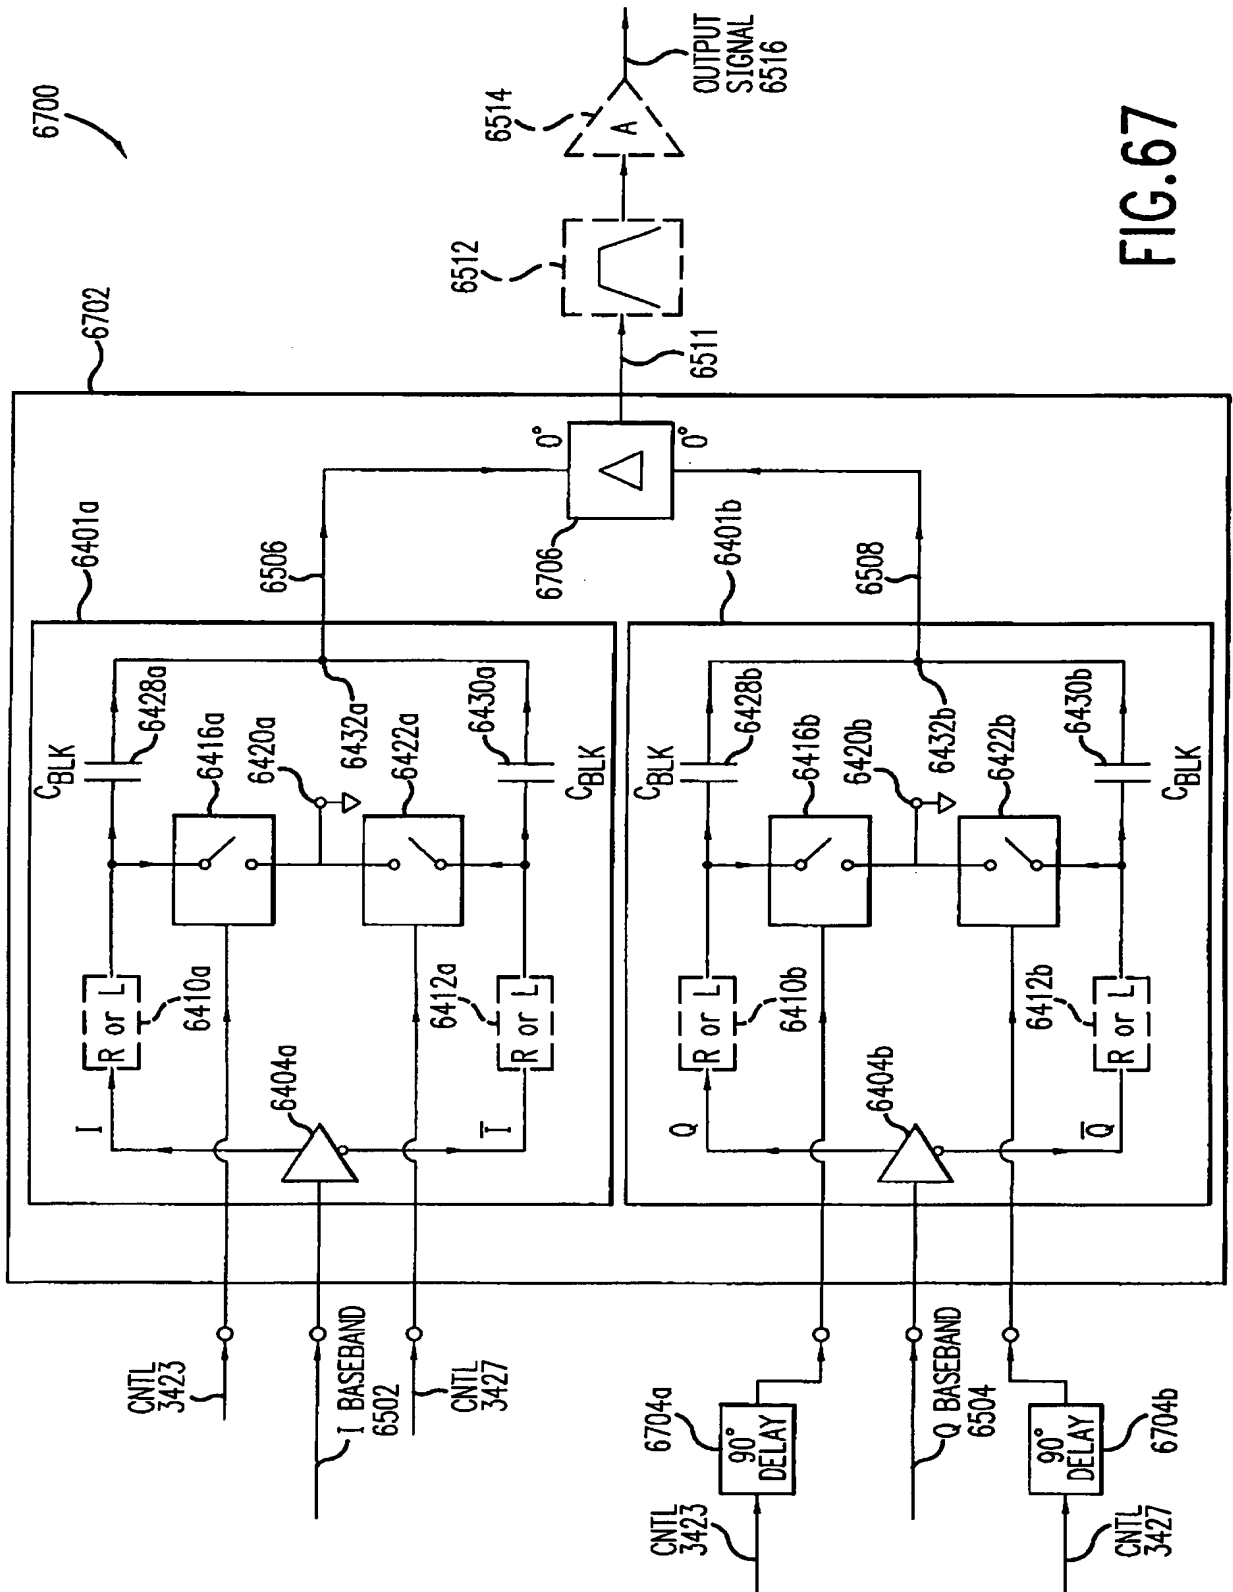 6700
6702
6401a
6506
I
R or L
6410a
C_BLK
6428a
6416a
6420a
6432a
6404a
6422a
6430a
C_BLK
6412a
R or L
I̅
CNTL
3423
I BASEBAND
6502
CNTL
3427
6706
0°
0°
6511
6512
6514
A
OUTPUT
SIGNAL
6516
6401b
6508
Q
R or L
6410b
C_BLK
6428b
6416b
6420b
6432b
6404b
6422b
6430b
C_BLK
6412b
R or L
Q̅
6704a
90°
DELAY
CNTL
3423
Q BASEBAND
6504
90°
DELAY
6704b
CNTL
3427
FIG.67